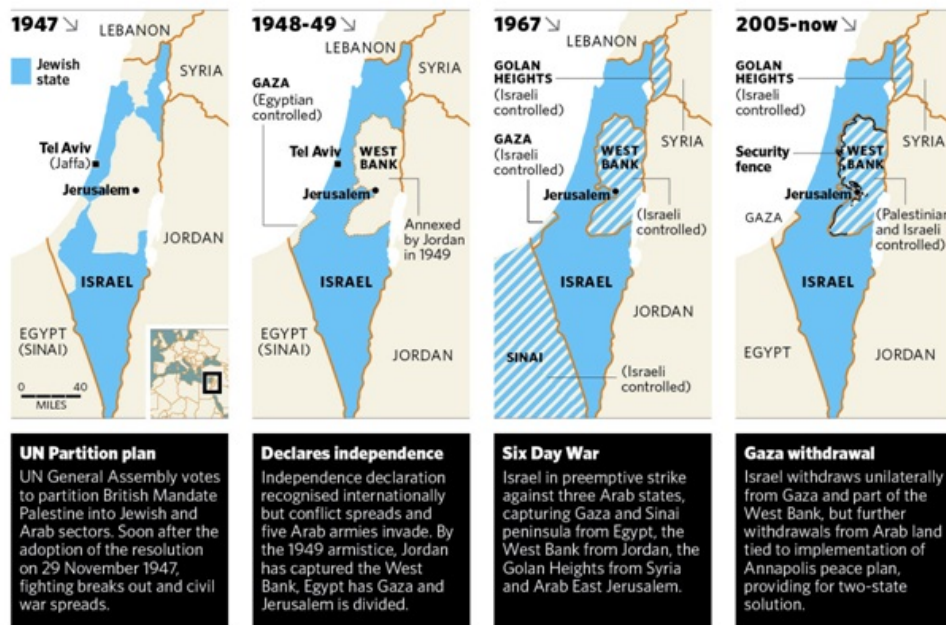 1947
LEBANON
Jewish
state
SYRIA
Tel Aviv
(Jaffa)
Jerusalem
JORDAN
ISRAEL
EGYPT
(SINAI)
0 40
MILES
UN Partition plan
UN General Assembly votes
to partition British Mandate
Palestine into Jewish and
Arab sectors. Soon after the
adoption of the resolution
on 29 November 1947,
fighting breaks out and civil
war spreads.
1948-49
LEBANON
SYRIA
GAZA
(Egyptian
controlled)
Tel Aviv
WEST
BANK
Jerusalem
Annexed
by Jordan
in 1949
ISRAEL
EGYPT
(SINAI)
JORDAN
Declares independence
Independence declaration
recognised internationally
but conflict spreads and
five Arab armies invade. By
the 1949 armistice, Jordan
has captured the West
Bank, Egypt has Gaza and
Jerusalem is divided.
1967
LEBANON
GOLAN
HEIGHTS
(Israeli
controlled)
SYRIA
GAZA
(Israeli
controlled)
WEST
BANK
Jerusalem
(Israeli
controlled)
ISRAEL
JORDAN
SINAI
(Israeli
controlled)
Six Day War
Israel in preemptive strike
against three Arab states,
capturing Gaza and Sinai
peninsula from Egypt, the
West Bank from Jordan, the
Golan Heights from Syria
and Arab East Jerusalem.
2005-now
LEBANON
GOLAN
HEIGHTS
(Israeli
controlled)
SYRIA
Security
fence
WEST
BANK
Jerusalem
GAZA
(Palestinian
and Israeli
controlled)
ISRAEL
EGYPT
JORDAN
Gaza withdrawal
Israel withdraws unilaterally
from Gaza and part of the
West Bank, but further
withdrawals from Arab land
tied to implementation of
Annapolis peace plan,
providing for two-state
solution.